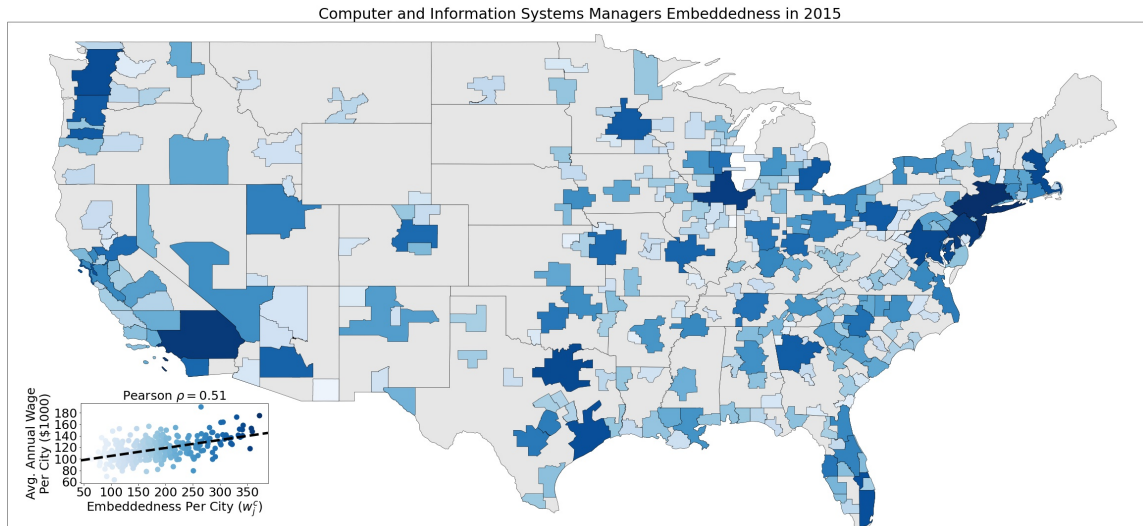 Computer and Information Systems Managers Embeddedness in 2015
Pearson ρ = 0.51
Avg. Annual Wage
Per City ($1000)
180
160
140
120
100
80
60
50 100 150 200 250 300 350
Embeddedness Per City (w_j^c)